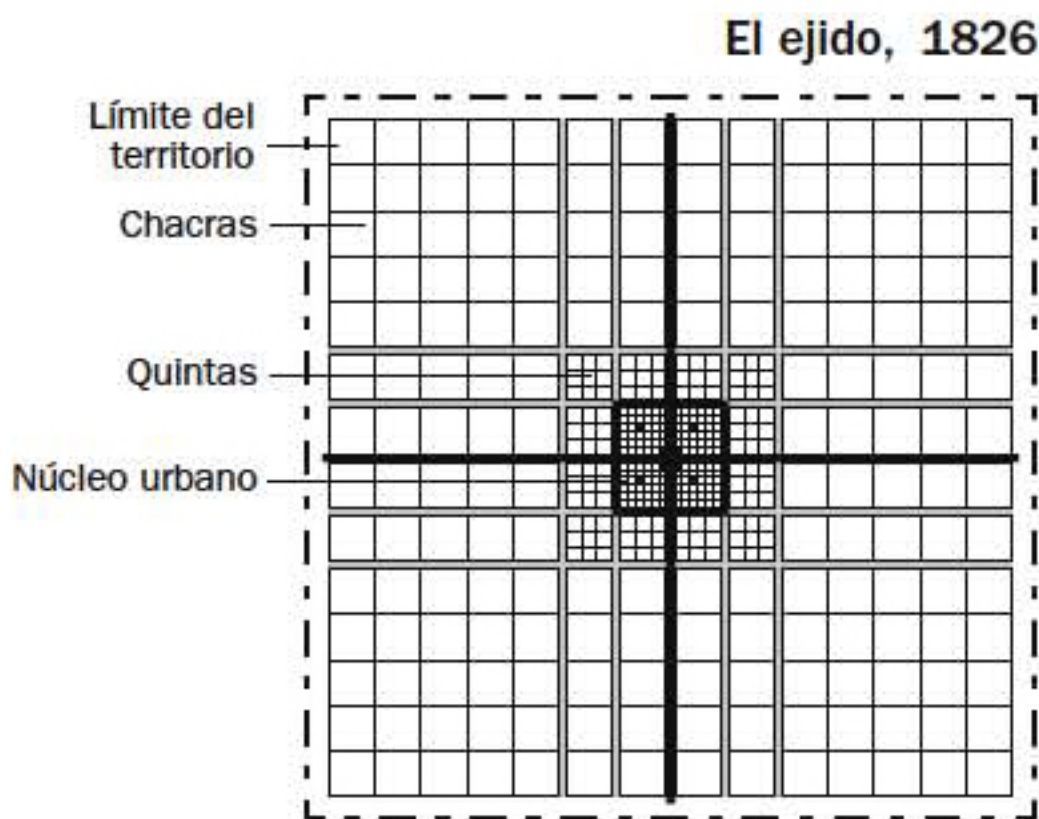 El ejido, 1826
Límite del
territorio
Chacras
Quintas
Núcleo urbano